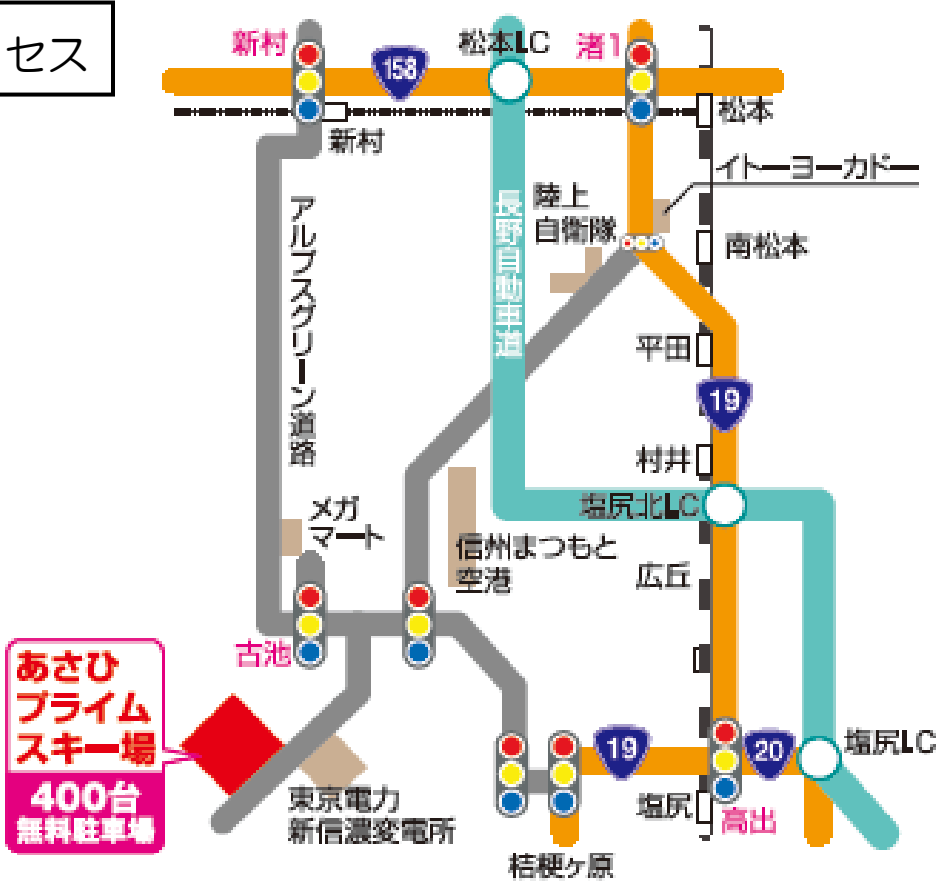 セス
新村
158
松本I.C
渚1
新村
松本
イトーヨーカドー
陸上
自衛隊
南松本
長野自動車道
アルプスグリーン道路
平田
19
村井
塩尻北I.C
メガ
マート
信州まつもと
空港
広丘
古池
あさひ
プライム
スキー場
400台
無料駐車場
19
20
塩尻I.C
東京電力
新信濃変電所
塩尻
高出
桔梗ヶ原